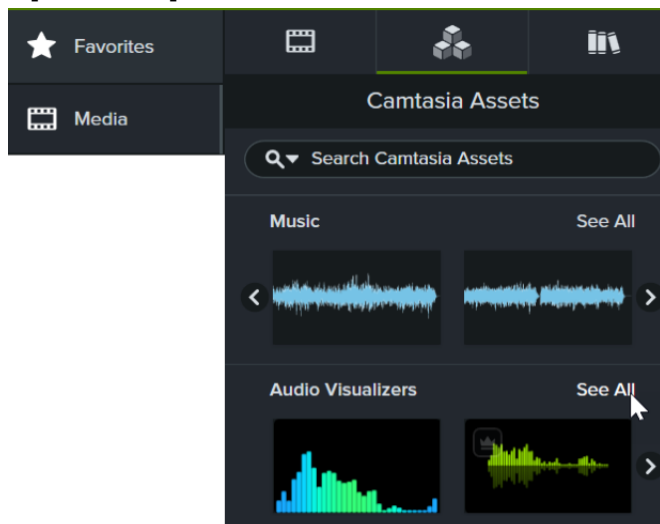 Favorites
Media
Camtasia Assets
Search Camtasia Assets
Music See All
Audio Visualizers See All